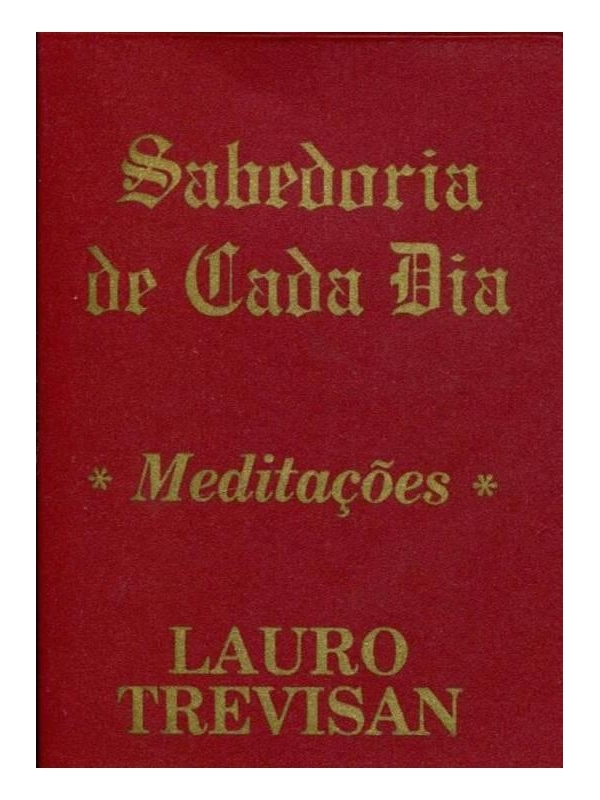 Sabedoria
de Cada Dia
* Meditações *
LAURO
TREVISAN